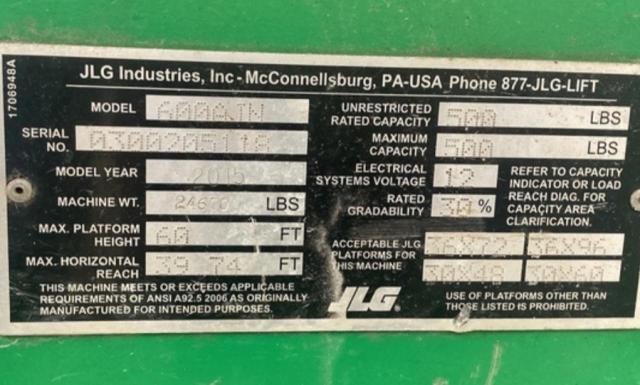 1706948A
JLG Industries, Inc - McConnellsburg, PA-USA Phone 877-JLG-LIFT
MODEL 600AJN
SERIAL NO. 0300205118
MODEL YEAR 2015
MACHINE WT. LBS
MAX. PLATFORM HEIGHT 60 FT
MAX. HORIZONTAL REACH 39.74 FT
THIS MACHINE MEETS OR EXCEEDS APPLICABLE
REQUIREMENTS OF ANSI A92.5 2006 AS ORIGINALLY
MANUFACTURED FOR INTENDED PURPOSES.
UNRESTRICTED RATED CAPACITY 500 LBS
MAXIMUM CAPACITY 500 LBS
ELECTRICAL SYSTEMS VOLTAGE 12
RATED GRADABILITY 30 %
REFER TO CAPACITY
INDICATOR OR LOAD
REACH DIAG. FOR
CAPACITY AREA
CLARIFICATION.
ACCEPTABLE JLG
PLATFORMS FOR
THIS MACHINE
36X72 36X96
30X48 30X60
JLG
USE OF PLATFORMS OTHER THAN
THOSE LISTED IS PROHIBITED.